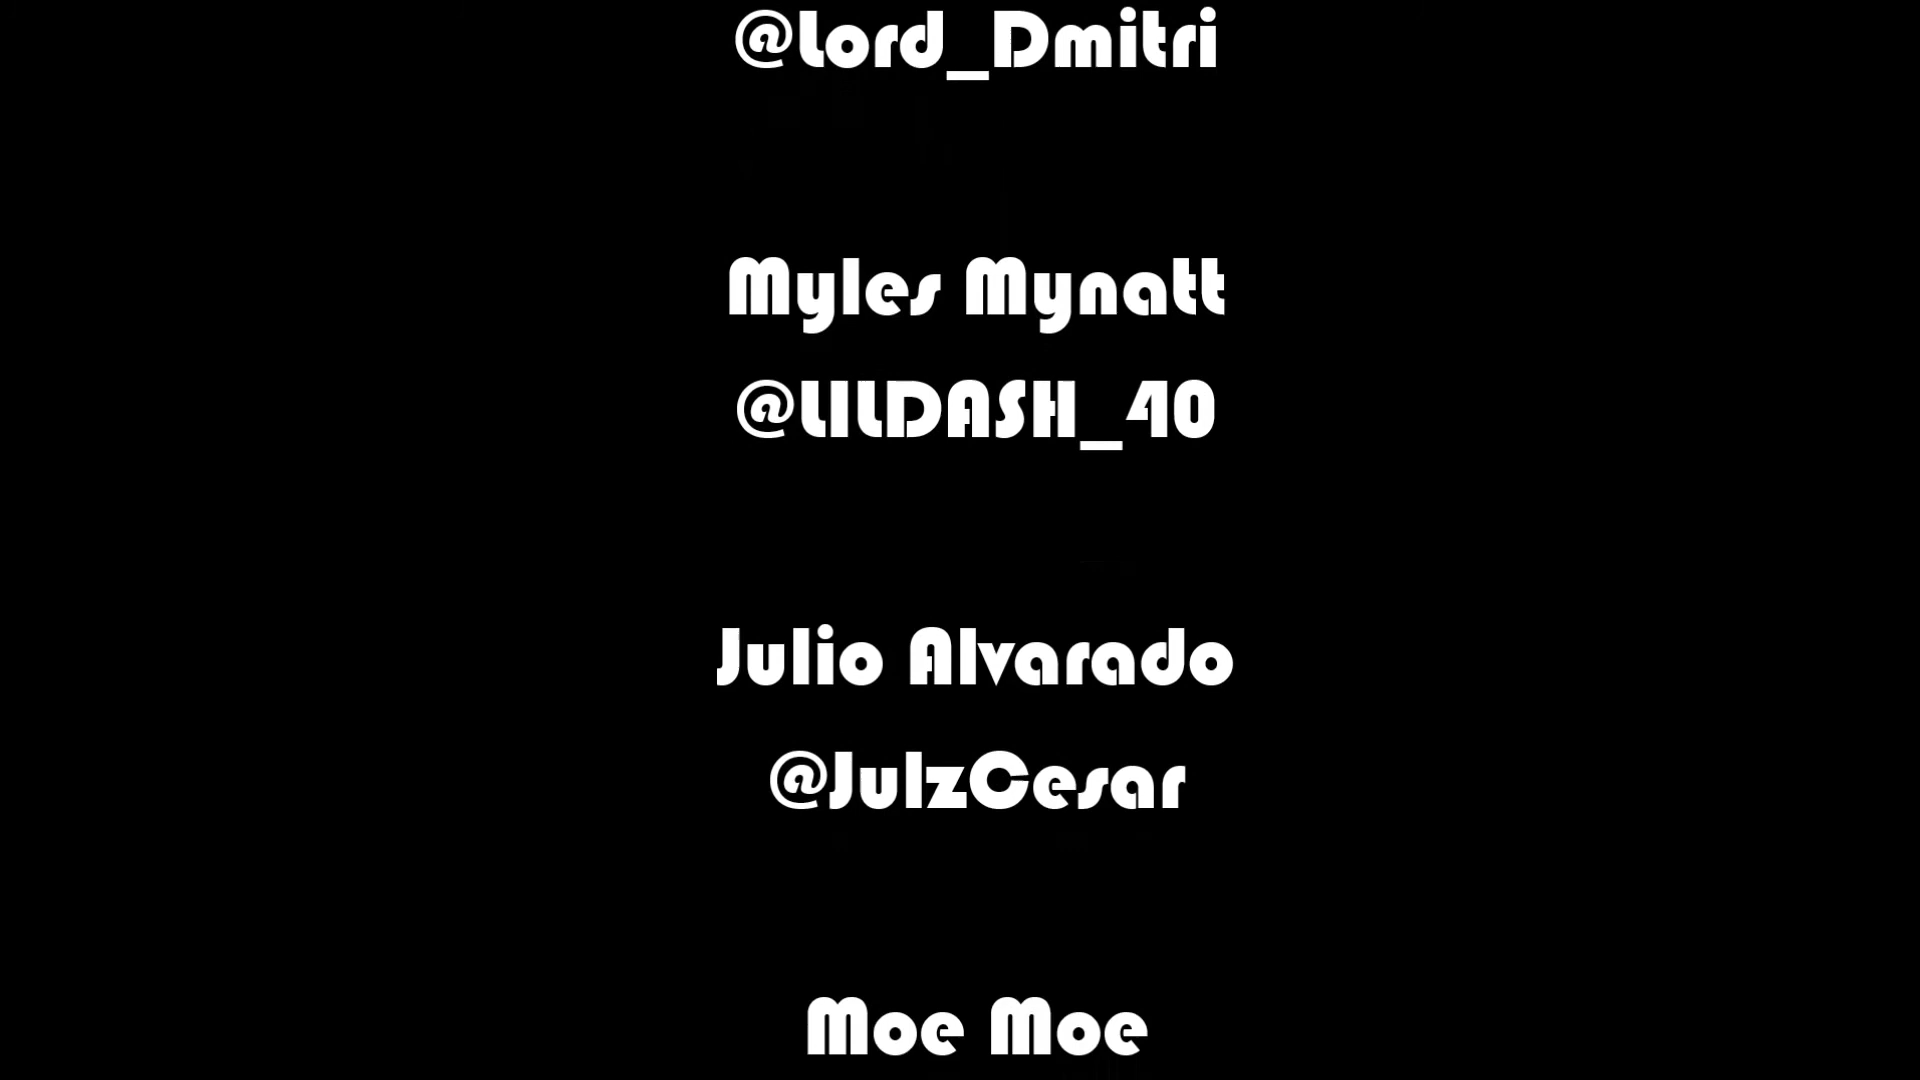 @Lord_Dmitri
Myles Mynatt
@LILDASH_40
Julio Alvarado
@JulzCesar
Moe Moe